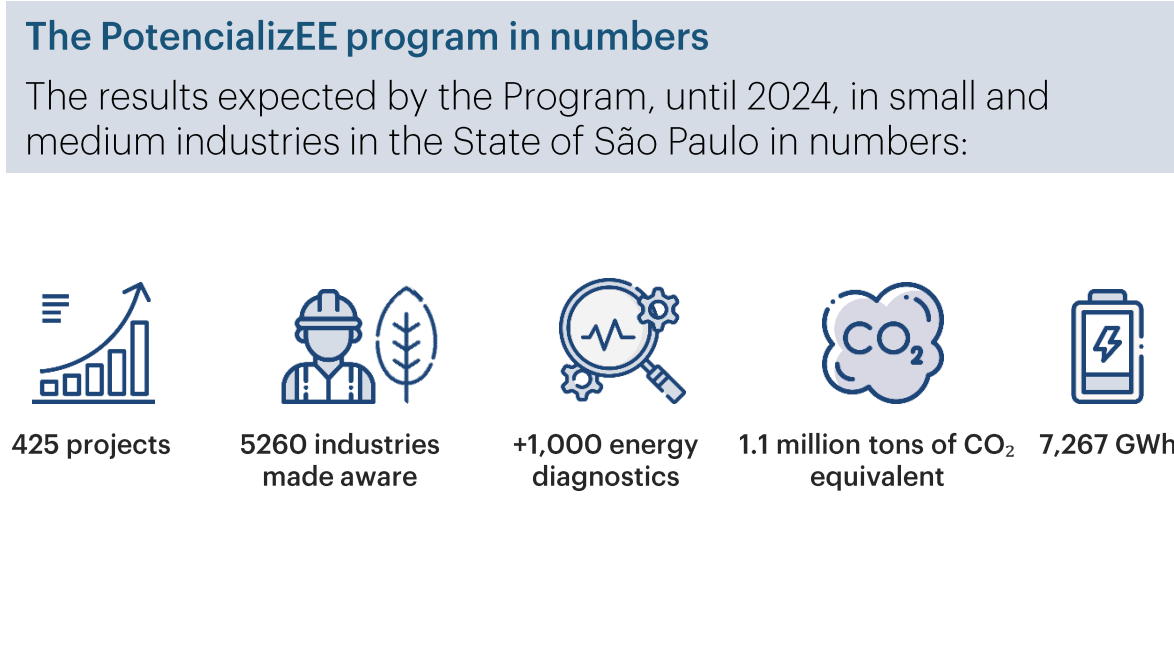 The PotencializEE program in numbers
The results expected by the Program, until 2024, in small and
medium industries in the State of São Paulo in numbers:
CO₂
425 projects
5260 industries
made aware
+1,000 energy
diagnostics
1.1 million tons of CO₂
equivalent
7,267 GWh